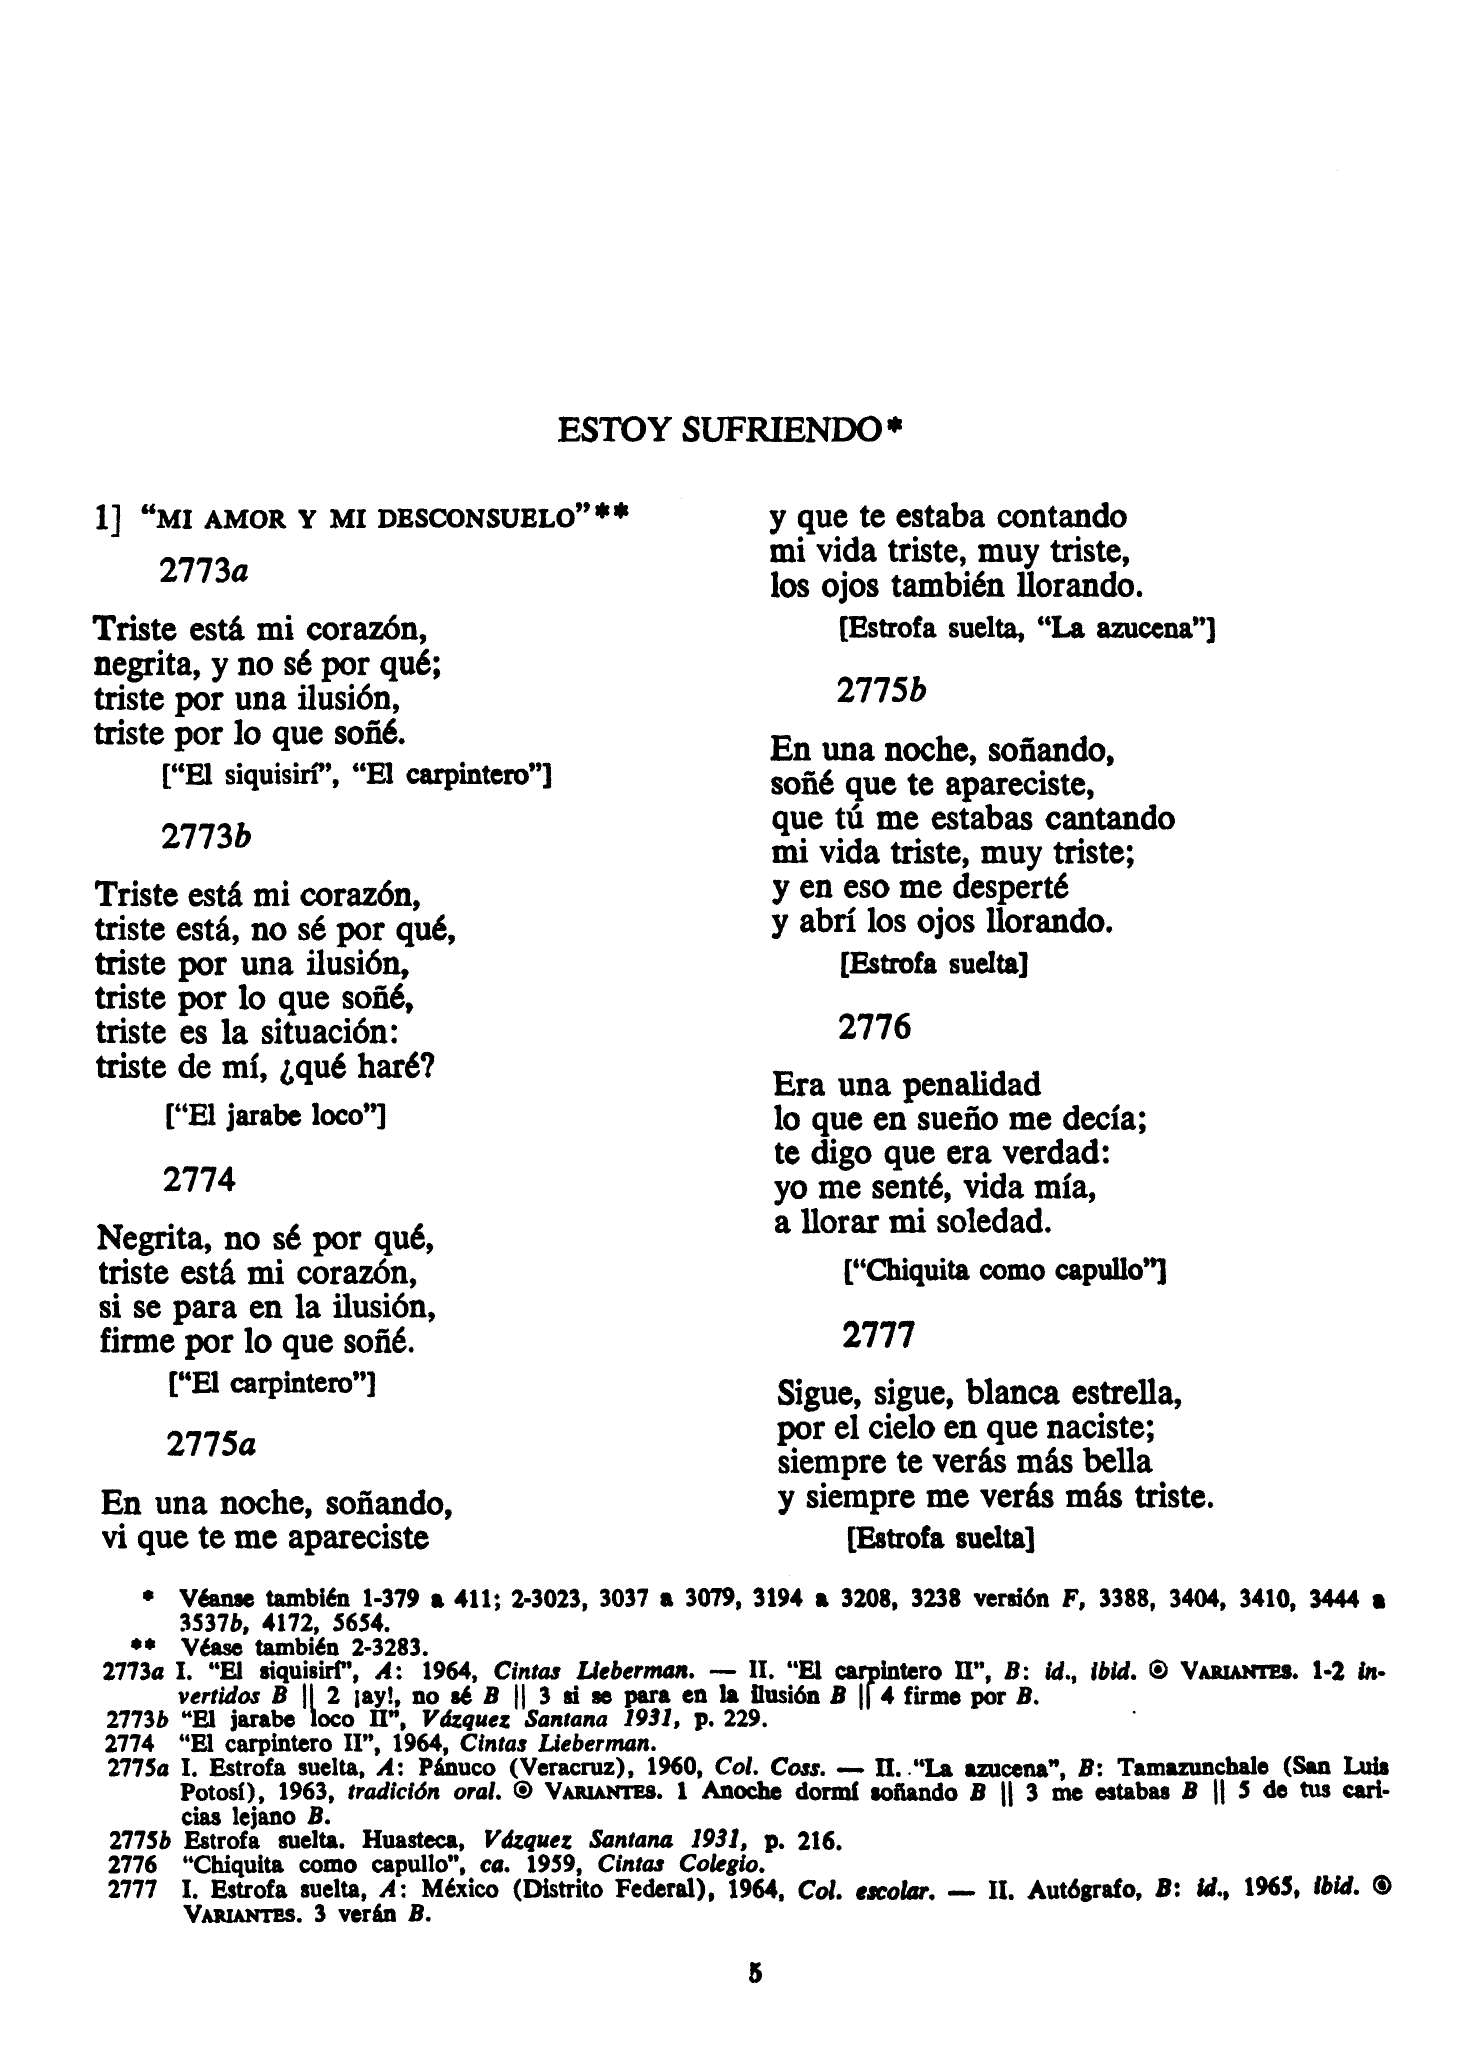 ESTOY SUFRIENDO*
1] “MI AMOR Y MI DESCONSUELO”**
2773a
Triste está mi corazón,
negrita, y no sé por qué;
triste por una ilusión,
triste por lo que soñé.
[“El siquisirí”, “El carpintero”]
2773b
Triste está mi corazón,
triste está, no sé por qué,
triste por una ilusión,
triste por lo que soñé,
triste es la situación:
triste de mí, ¿qué haré?
[“El jarabe loco”]
2774
Negrita, no sé por qué,
triste está mi corazón,
si se para en la ilusión,
firme por lo que soñé.
[“El carpintero”]
2775a
En una noche, soñando,
vi que te me apareciste
y que te estaba contando
mi vida triste, muy triste,
los ojos también llorando.
[Estrofa suelta, “La azucena”]
2775b
En una noche, soñando,
soñé que te apareciste,
que tú me estabas cantando
mi vida triste, muy triste;
y en eso me desperté
y abrí los ojos llorando.
[Estrofa suelta]
2776
Era una penalidad
lo que en sueño me decía;
te digo que era verdad:
yo me senté, vida mía,
a llorar mi soledad.
[“Chiquita como capullo”]
2777
Sigue, sigue, blanca estrella,
por el cielo en que naciste;
siempre te verás más bella
y siempre me verás más triste.
[Estrofa suelta]
* Véanse también 1-379 a 411; 2-3023, 3037 a 3079, 3194 a 3208, 3238 versión F, 3388, 3404, 3410, 3444 a
3537b, 4172, 5654.
** Véase también 2-3283.
2773a I. “El siquisirí”, A: 1964, Cintas Lieberman. — II. “El carpintero II”, B: id., ibid. ⊙ VARIANTES. 1-2 in-
vertidos B || 2 ¡ay!, no sé B || 3 si se para en la ilusión B || 4 firme por B.
2773b “El jarabe loco II”, Vázquez Santana 1931, p. 229.
2774 “El carpintero II”, 1964, Cintas Lieberman.
2775a I. Estrofa suelta, A: Pánuco (Veracruz), 1960, Col. Coss. — II. “La azucena”, B: Tamazunchale (San Luis
Potosí), 1963, tradición oral. ⊙ VARIANTES. 1 Anoche dormí soñando B || 3 me estabas B || 5 de tus cari-
cias lejano B.
2775b Estrofa suelta. Huasteca, Vázquez Santana 1931, p. 216.
2776 “Chiquita como capullo”, ca. 1959, Cintas Colegio.
2777 I. Estrofa suelta, A: México (Distrito Federal), 1964, Col. escolar. — II. Autógrafo, B: id., 1965, ibid. ⊙
VARIANTES. 3 verán B.
5